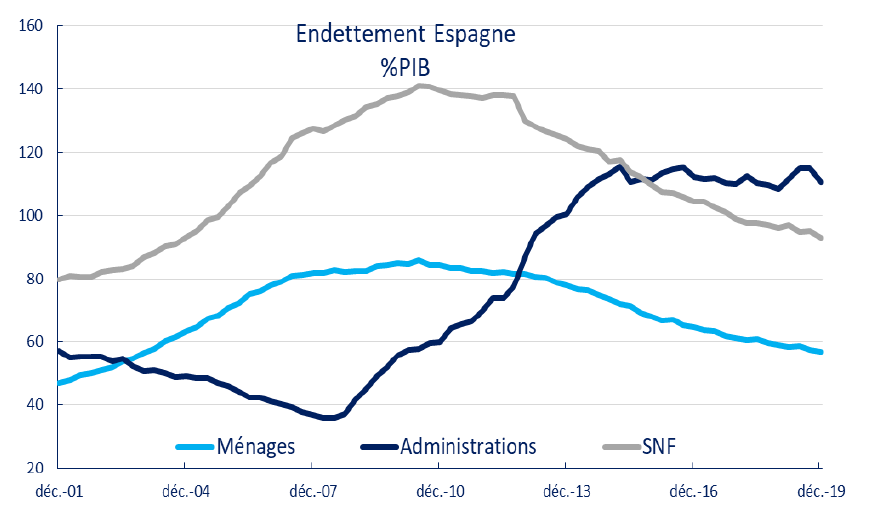 Endettement Espagne
%PIB
160
140
120
100
80
60
40
20
Ménages
Administrations
SNF
déc.-01
déc.-04
déc.-07
déc.-10
déc.-13
déc.-16
déc.-19